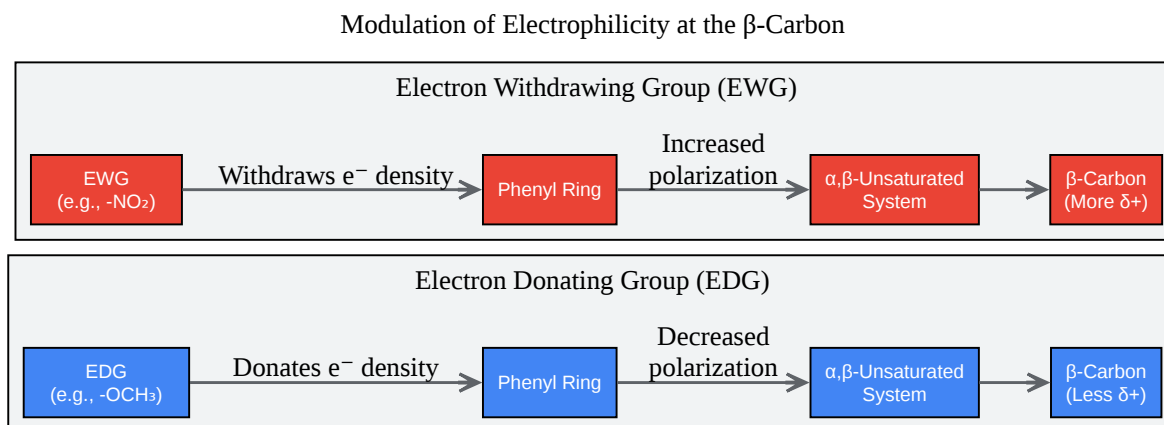 Modulation of Electrophilicity at the β-Carbon
Electron Withdrawing Group (EWG)
EWG
(e.g., -NO₂)
Withdraws e⁻ density
Phenyl Ring
Increased
polarization
α,β-Unsaturated
System
β-Carbon
(More δ+)
Electron Donating Group (EDG)
EDG
(e.g., -OCH₃)
Donates e⁻ density
Phenyl Ring
Decreased
polarization
α,β-Unsaturated
System
β-Carbon
(Less δ+)